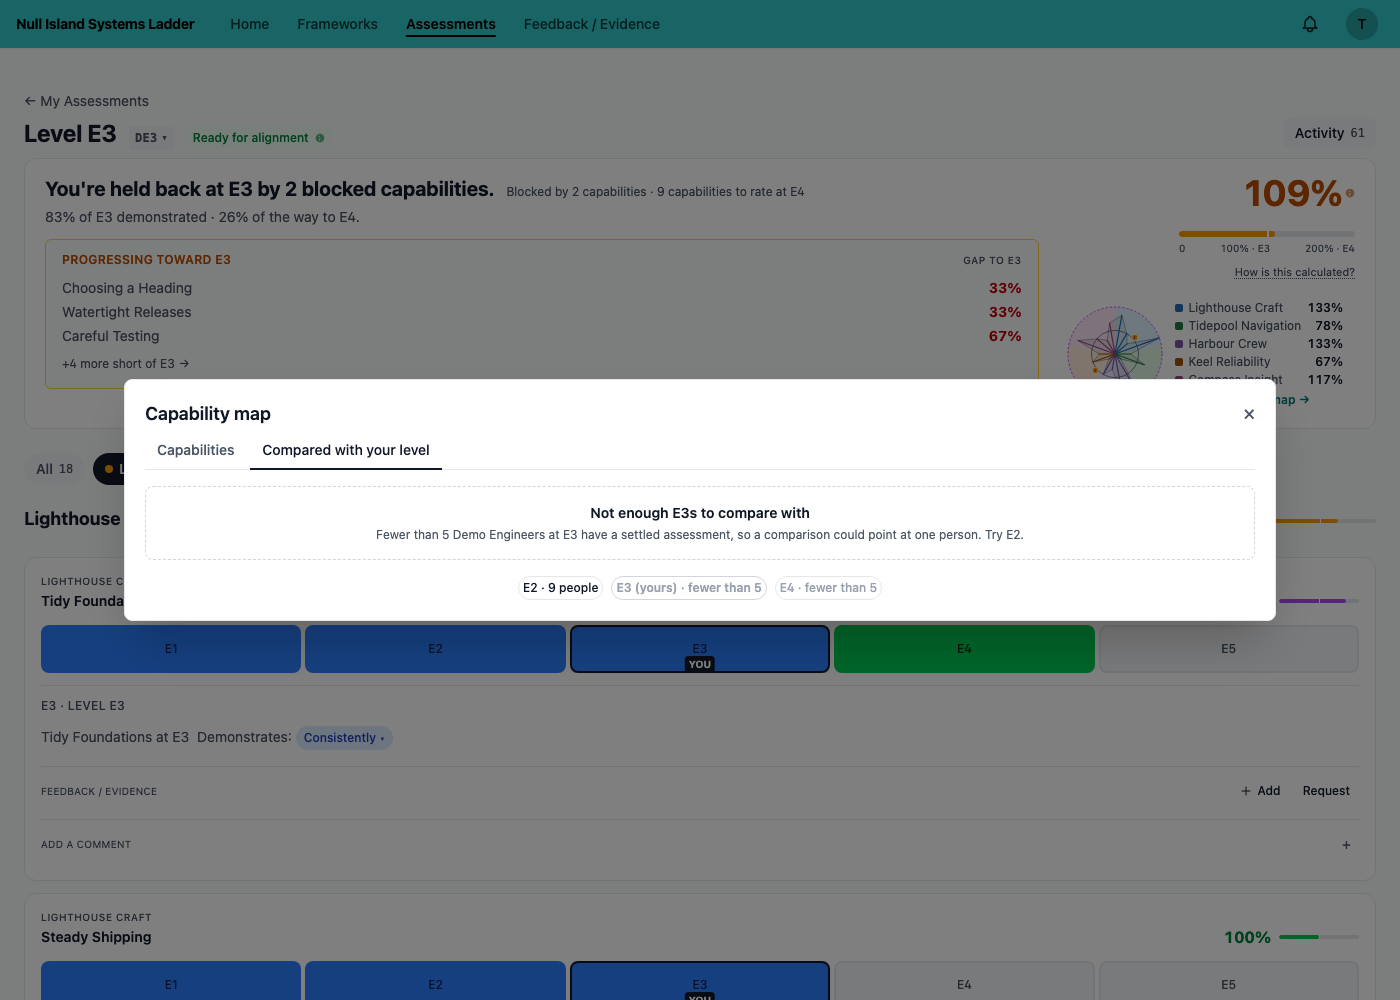 Null Island Systems Ladder
Home
Frameworks
Assessments
Feedback / Evidence
T
← My Assessments
Level E3
DE3
Ready for alignment
Activity 61
You're held back at E3 by 2 blocked capabilities.
Blocked by 2 capabilities · 9 capabilities to rate at E4
83% of E3 demonstrated · 26% of the way to E4.
109%
0
100% · E3
200% · E4
How is this calculated?
PROGRESSING TOWARD E3
GAP TO E3
Choosing a Heading
33%
Watertight Releases
33%
Careful Testing
67%
+4 more short of E3 →
Lighthouse Craft 133%
Tidepool Navigation 78%
Harbour Crew 133%
Keel Reliability 67%
Compass Insight 117%
map →
Capability map
×
Capabilities
Compared with your level
Not enough E3s to compare with
Fewer than 5 Demo Engineers at E3 have a settled assessment, so a comparison could point at one person. Try E2.
E2 · 9 people
E3 (yours) · fewer than 5
E4 · fewer than 5
All 18
Lighthouse
LIGHTHOUSE C
Tidy Founda
E1
E2
E3
YOU
E4
E5
E3 · LEVEL E3
Tidy Foundations at E3 Demonstrates: Consistently
FEEDBACK / EVIDENCE
+ Add
Request
ADD A COMMENT
+
LIGHTHOUSE CRAFT
Steady Shipping
100%
E1
E2
E3
YOU
E4
E5